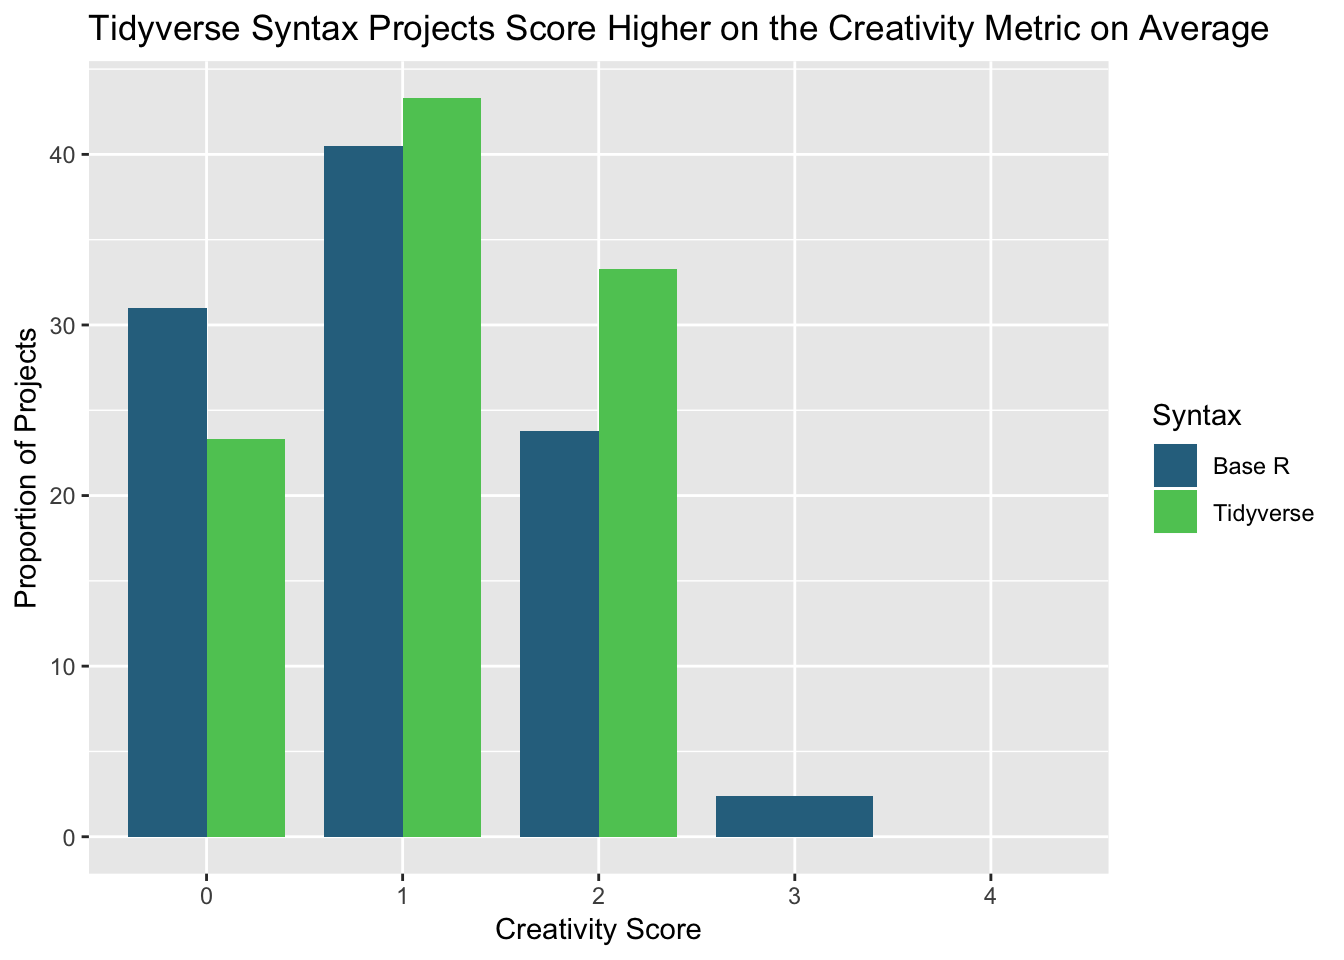 Tidyverse Syntax Projects Score Higher on the Creativity Metric on Average
Proportion of Projects
40
30
20
10
0
0 1 2 3 4
Creativity Score
Syntax
Base R
Tidyverse